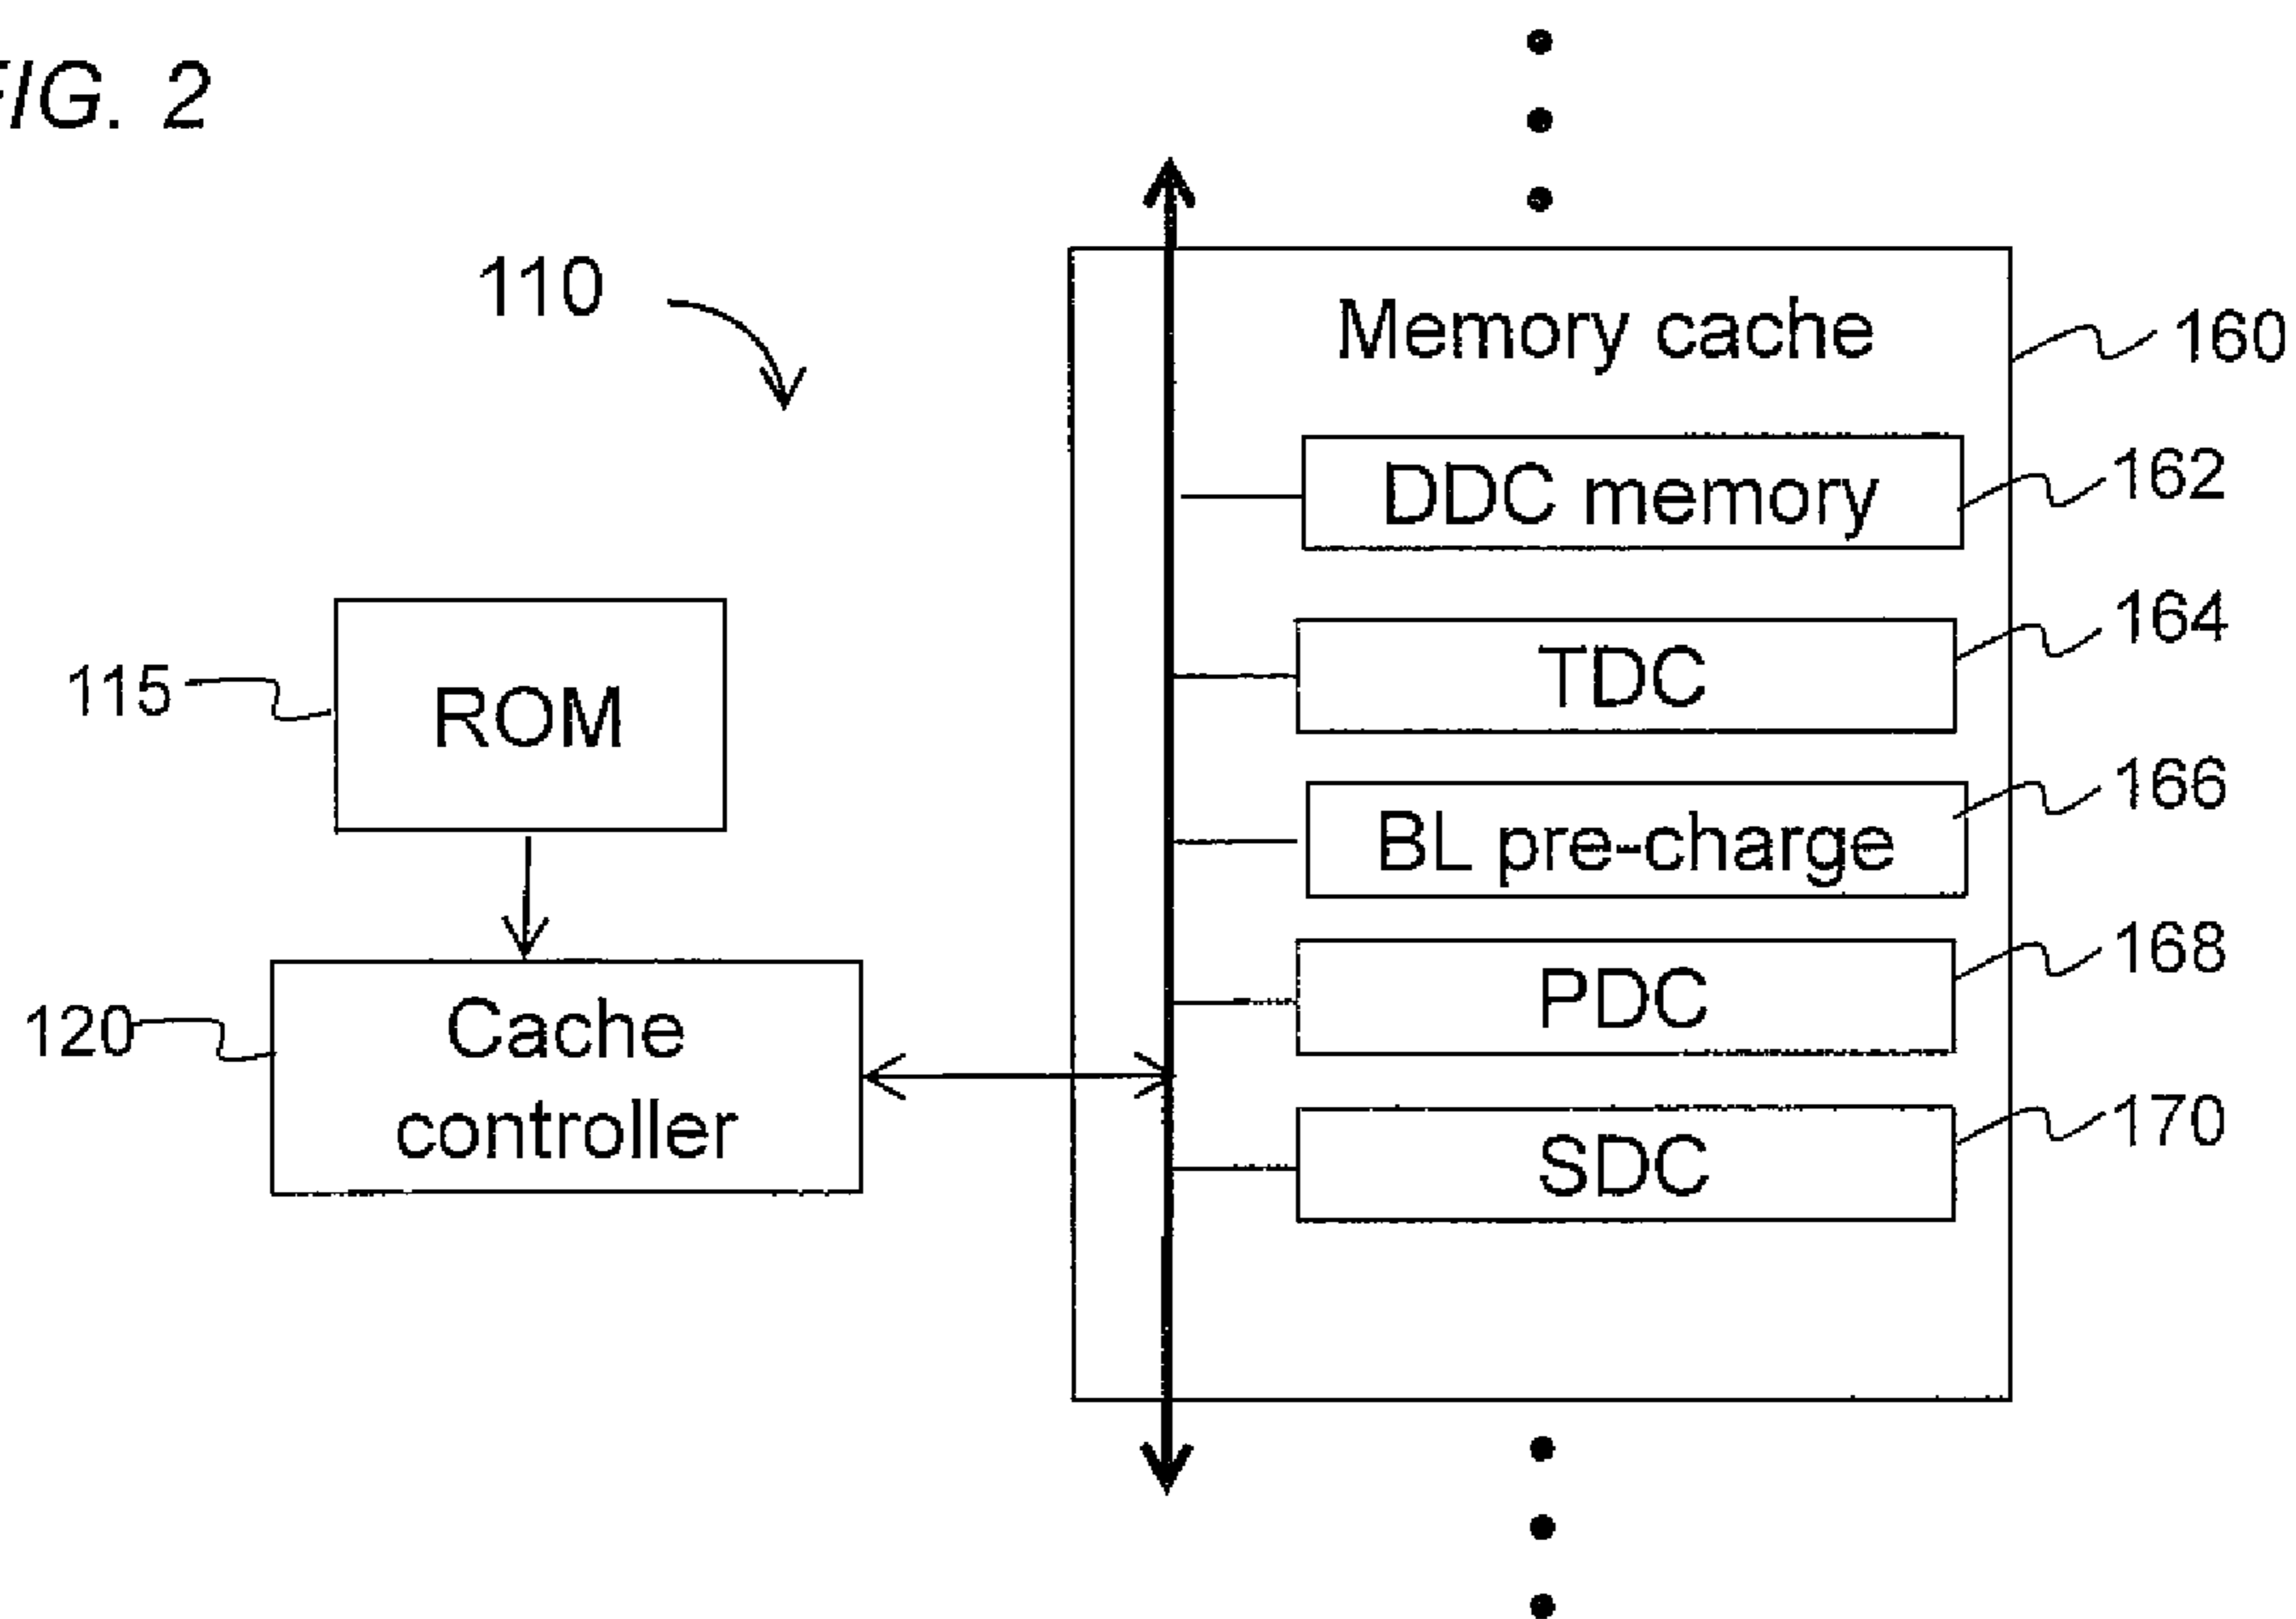 FIG. 2
110
Memory cache
160
DDC memory
162
TDC
164
115
ROM
BL pre-charge
166
PDC
168
120
Cache
controller
SDC
170